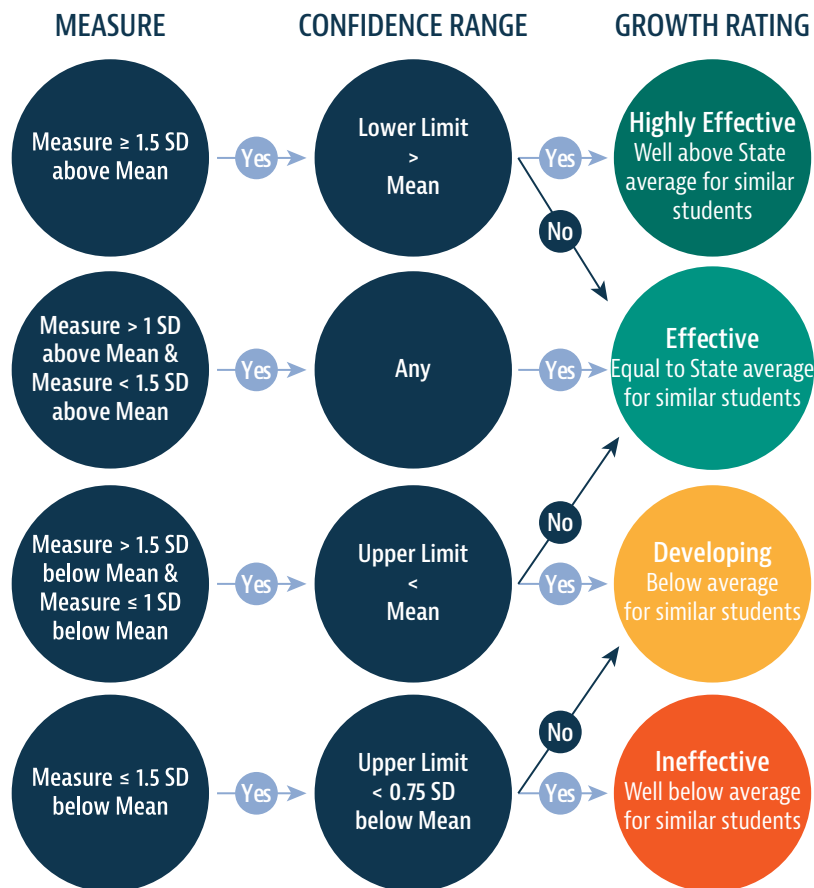 MEASURE
CONFIDENCE RANGE
GROWTH RATING
Measure ≥ 1.5 SD
above Mean
Yes
Lower Limit
>
Mean
Yes
No
Highly Effective
Well above State
average for similar
students
Measure > 1 SD
above Mean &
Measure < 1.5 SD
above Mean
Yes
Any
Yes
Effective
Equal to State average
for similar students
Measure > 1.5 SD
below Mean &
Measure ≤ 1 SD
below Mean
Yes
Upper Limit
<
Mean
No
Yes
Developing
Below average
for similar students
Measure ≤ 1.5 SD
below Mean
Yes
Upper Limit
< 0.75 SD
below Mean
No
Yes
Ineffective
Well below average
for similar students